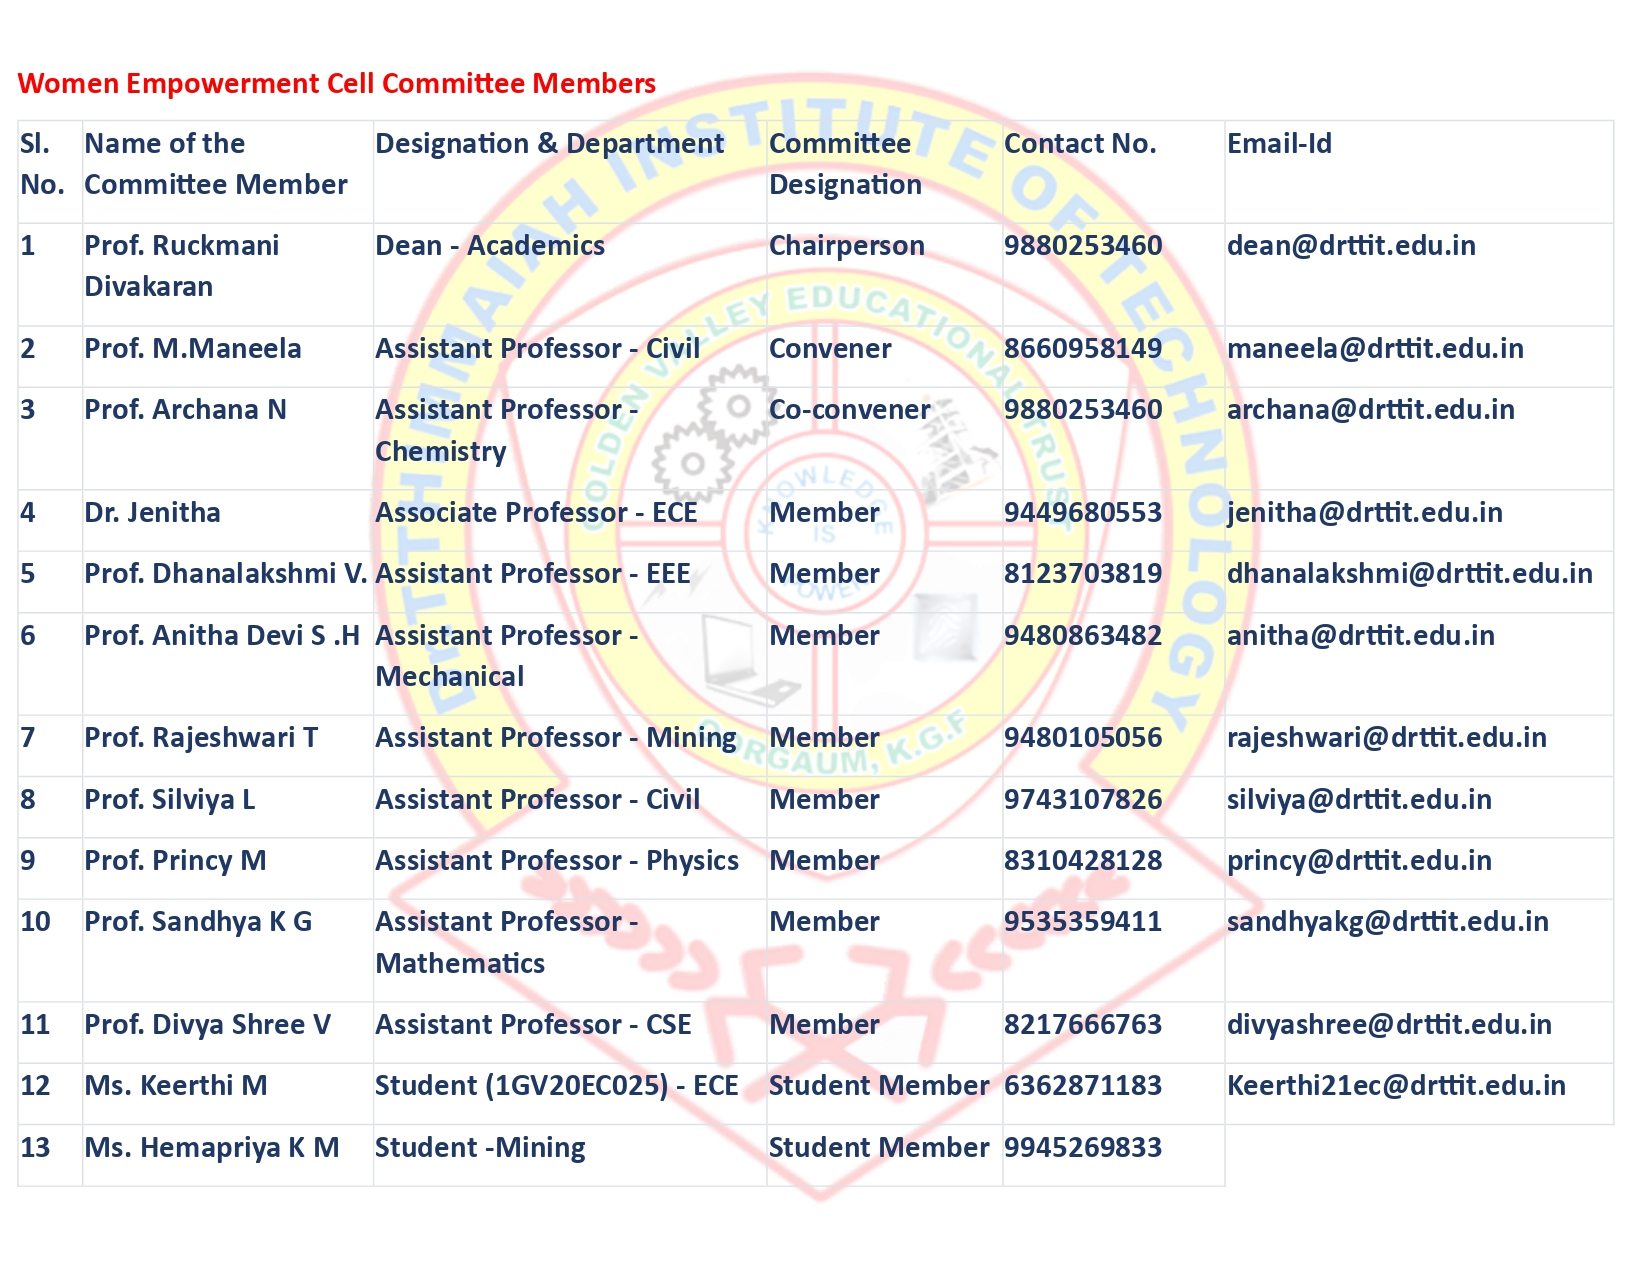 Women Empowerment Cell Committee Members
Sl. No. Name of the Committee Member Designation & Department Committee Designation Contact No. Email-Id
1 Prof. Ruckmani Divakaran Dean - Academics Chairperson 9880253460 dean@drttit.edu.in
2 Prof. M.Maneela Assistant Professor - Civil Convener 8660958149 maneela@drttit.edu.in
3 Prof. Archana N Assistant Professor - Chemistry Co-convener 9880253460 archana@drttit.edu.in
4 Dr. Jenitha Associate Professor - ECE Member 9449680553 jenitha@drttit.edu.in
5 Prof. Dhanalakshmi V. Assistant Professor - EEE Member 8123703819 dhanalakshmi@drttit.edu.in
6 Prof. Anitha Devi S .H Assistant Professor - Mechanical Member 9480863482 anitha@drttit.edu.in
7 Prof. Rajeshwari T Assistant Professor - Mining Member 9480105056 rajeshwari@drttit.edu.in
8 Prof. Silviya L Assistant Professor - Civil Member 9743107826 silviya@drttit.edu.in
9 Prof. Princy M Assistant Professor - Physics Member 8310428128 princy@drttit.edu.in
10 Prof. Sandhya K G Assistant Professor - Mathematics Member 9535359411 sandhyakg@drttit.edu.in
11 Prof. Divya Shree V Assistant Professor - CSE Member 8217666763 divyashree@drttit.edu.in
12 Ms. Keerthi M Student (1GV20EC025) - ECE Student Member 6362871183 Keerthi21ec@drttit.edu.in
13 Ms. Hemapriya K M Student -Mining Student Member 9945269833
Dr. T. THIMMAIAH INSTITUTE OF TECHNOLOGY
GOLDEN VALLEY EDUCATIONAL TRUST
KNOWLEDGE
IS
POWER
OORGAUM, K.G.F